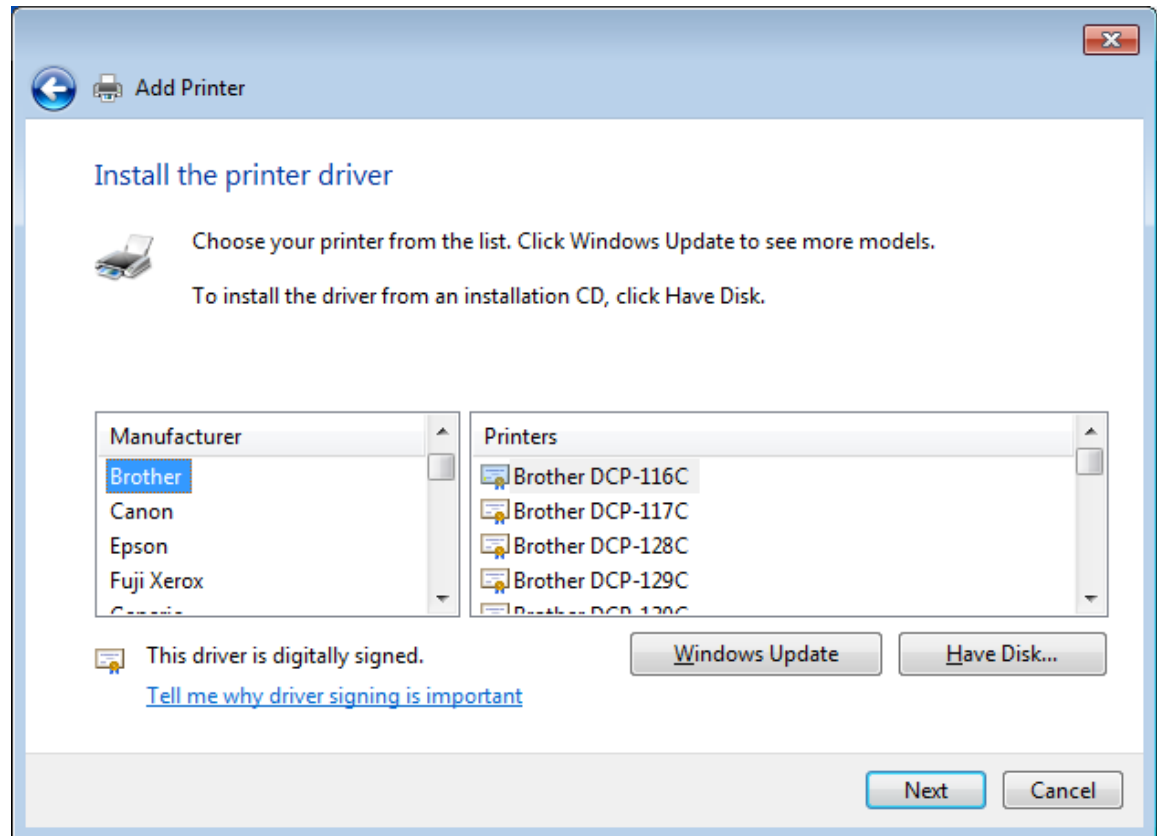 Add Printer
Install the printer driver
Choose your printer from the list. Click Windows Update to see more models.
To install the driver from an installation CD, click Have Disk.
Manufacturer
Brother
Canon
Epson
Fuji Xerox
Printers
Brother DCP-116C
Brother DCP-117C
Brother DCP-128C
Brother DCP-129C
This driver is digitally signed.
Tell me why driver signing is important
Windows Update
Have Disk...
Next
Cancel